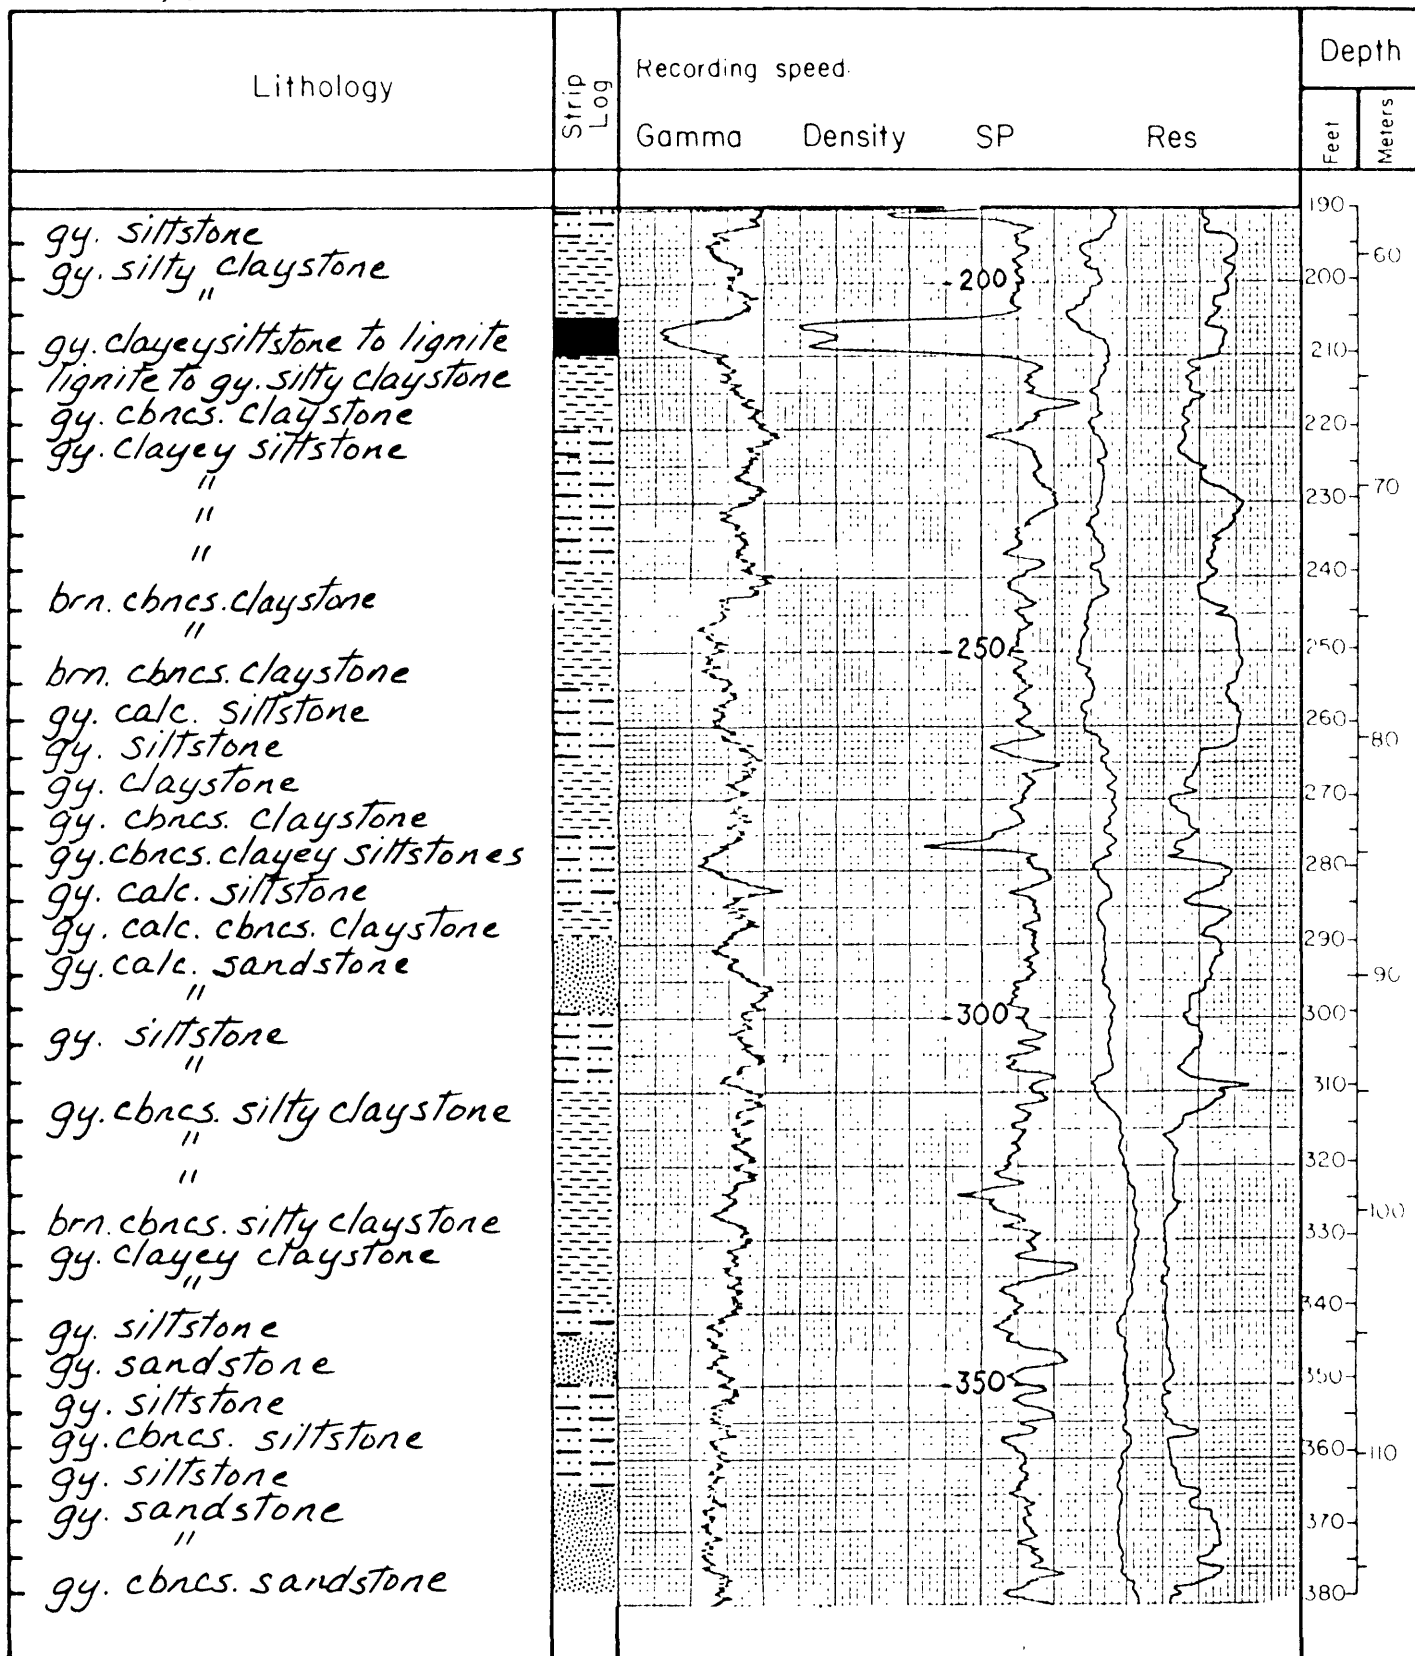 Lithology
Strip Log
Recording speed.
Gamma Density SP Res
Depth
Feet
Meters
gy. siltstone
gy. silty claystone
"
gy. clayey siltstone to lignite
lignite to gy. silty claystone
gy. cbncs. claystone
gy. clayey siltstone
"
"
"
brn. cbncs. claystone
"
brn. cbncs. claystone
gy. calc. siltstone
gy. siltstone
gy. claystone
gy. cbncs. claystone
gy. cbncs. clayey siltstones
gy. calc. siltstone
gy. calc. cbncs. claystone
gy. calc. sandstone
"
gy. siltstone
"
gy. cbncs. silty claystone
"
"
brn. cbncs. silty claystone
gy. clayey claystone
"
gy. siltstone
gy. sandstone
gy. siltstone
gy. cbncs. siltstone
gy. siltstone
gy. sandstone
"
gy. cbncs. sandstone
200
250
300
350
190
200
210
220
230
240
250
260
270
280
290
300
310
320
330
340
350
360
370
380
60
70
80
90
100
110